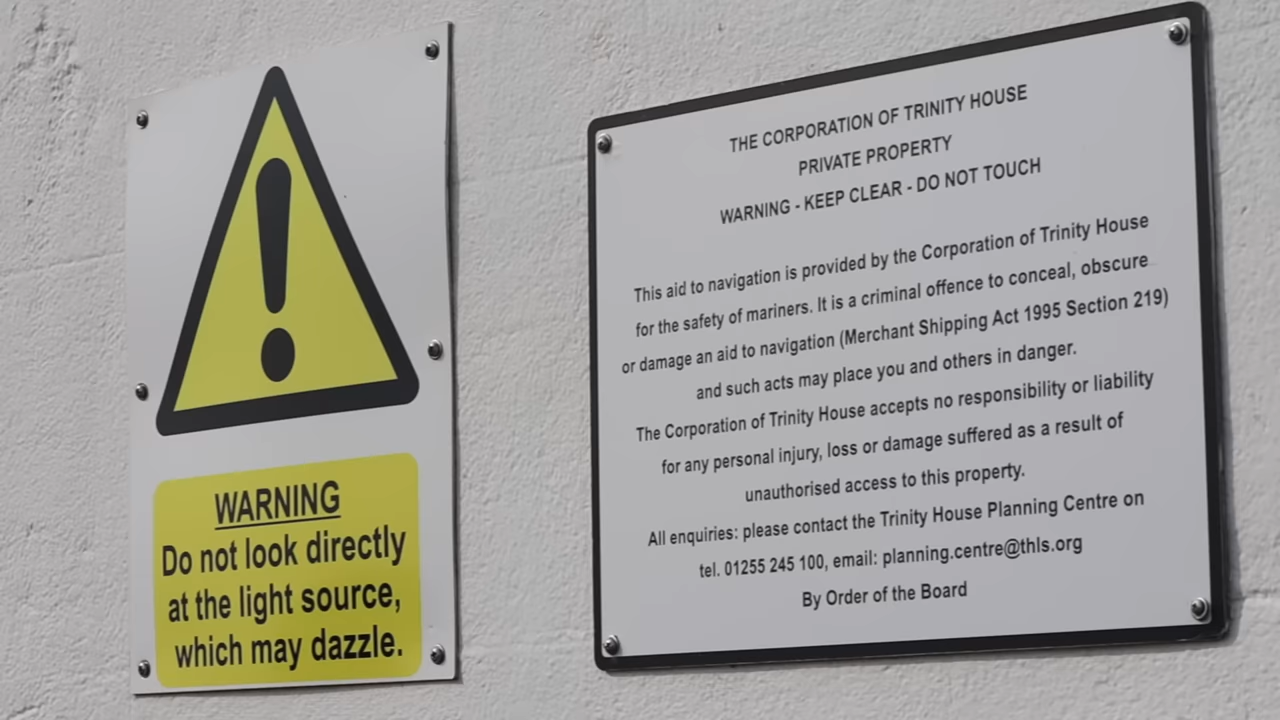 WARNING
Do not look directly
at the light source,
which may dazzle.
THE CORPORATION OF TRINITY HOUSE
PRIVATE PROPERTY
WARNING - KEEP CLEAR - DO NOT TOUCH
This aid to navigation is provided by the Corporation of Trinity House
for the safety of mariners. It is a criminal offence to conceal, obscure
or damage an aid to navigation (Merchant Shipping Act 1995 Section 219)
and such acts may place you and others in danger.
The Corporation of Trinity House accepts no responsibility or liability
for any personal injury, loss or damage suffered as a result of
unauthorised access to this property.
All enquiries: please contact the Trinity House Planning Centre on
tel. 01255 245 100, email: planning.centre@thls.org
By Order of the Board